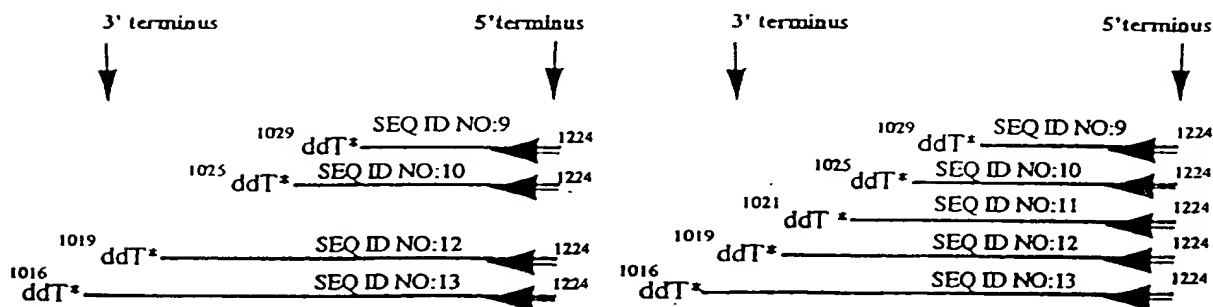 3' terminus 5'terminus
1029 ddT* SEQ ID NO:9 1224
1025 ddT* SEQ ID NO:10 1224
1019 ddT* SEQ ID NO:12 1224
1016 ddT* SEQ ID NO:13 1224
3' terminus 5'terminus
1029 ddT* SEQ ID NO:9 1224
1025 ddT* SEQ ID NO:10 1224
1021 ddT * SEQ ID NO:11 1224
1019 ddT* SEQ ID NO:12 1224
1016 ddT* SEQ ID NO:13 1224